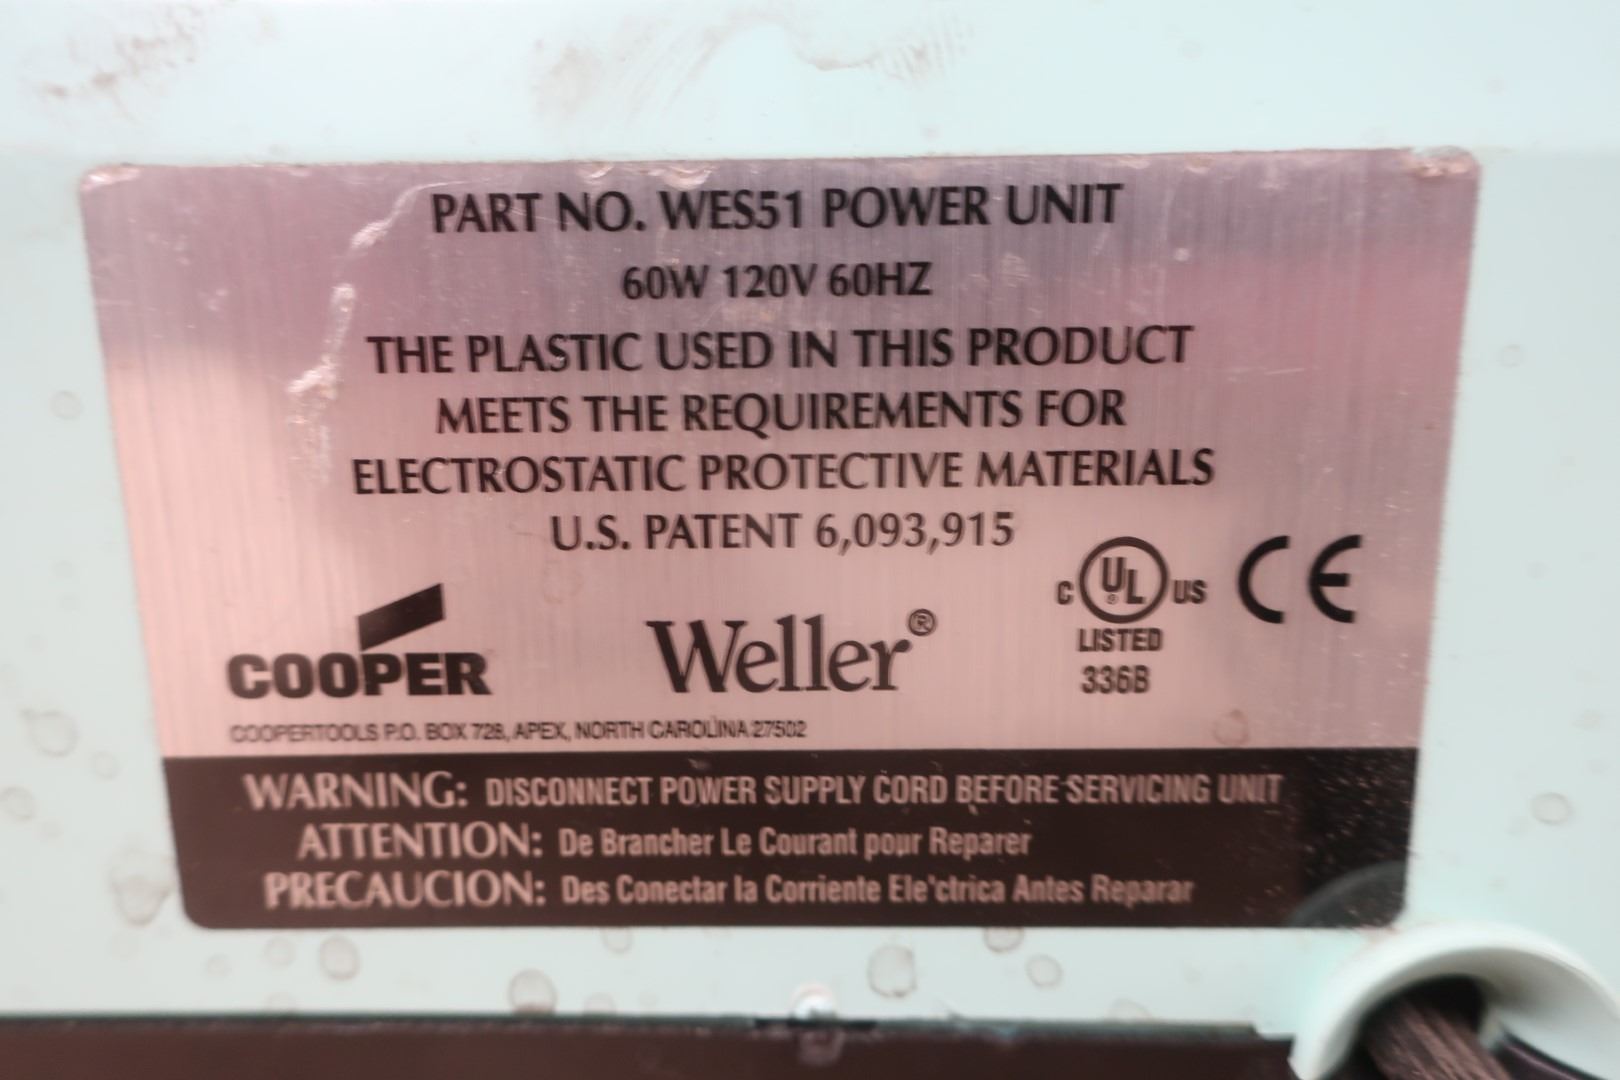 PART NO. WES51 POWER UNIT
60W 120V 60HZ
THE PLASTIC USED IN THIS PRODUCT
MEETS THE REQUIREMENTS FOR
ELECTROSTATIC PROTECTIVE MATERIALS
U.S. PATENT 6,093,915
C UL® US CE
LISTED
336B
COOPER
Weller®
COOPERTOOLS P.O. BOX 728, APEX, NORTH CAROLINA 27502
WARNING: DISCONNECT POWER SUPPLY CORD BEFORE SERVICING UNIT
ATTENTION: De Brancher Le Courant pour Reparer
PRECAUCION: Des Conectar la Corriente Ele'ctrica Antes Reparar